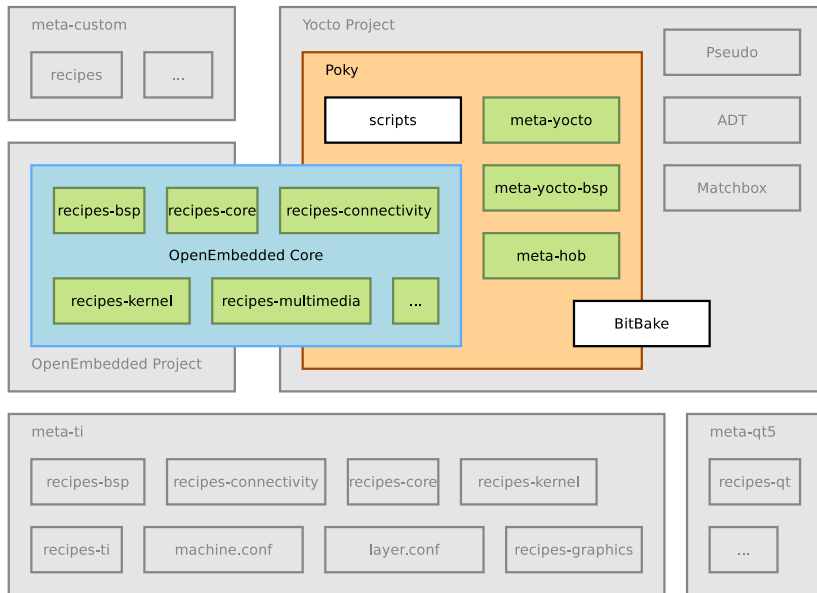 meta-custom
recipes
...
Yocto Project
Poky
scripts
meta-yocto
meta-yocto-bsp
meta-hob
BitBake
Pseudo
ADT
Matchbox
recipes-bsp
recipes-core
recipes-connectivity
OpenEmbedded Core
recipes-kernel
recipes-multimedia
...
OpenEmbedded Project
meta-ti
recipes-bsp
recipes-connectivity
recipes-core
recipes-kernel
recipes-ti
machine.conf
layer.conf
recipes-graphics
meta-qt5
recipes-qt
...